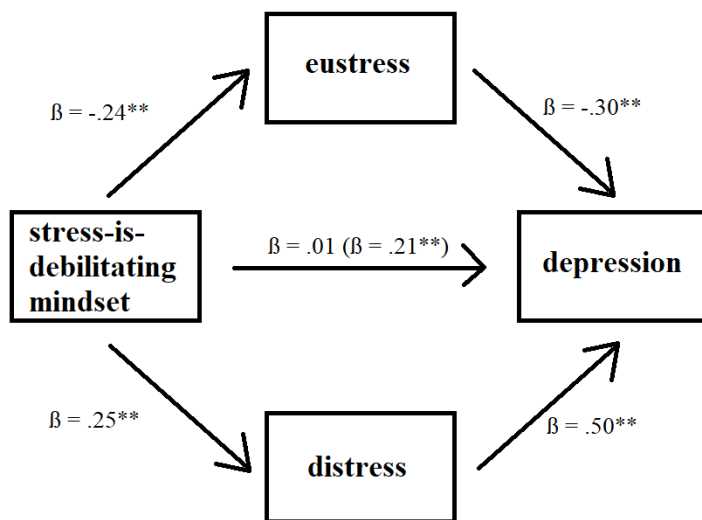 eustress
ß = -.24**
ß = -.30**
stress-is-
debilitating
mindset
ß = .01 (ß = .21**)
depression
ß = .25**
ß = .50**
distress